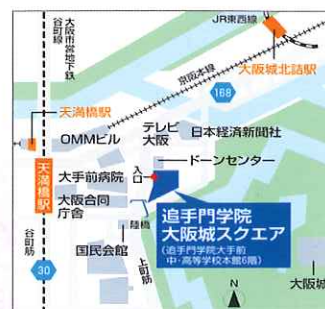 JR東西線
大阪市営地下鉄
谷町線
大阪城北詰駅
京阪本線
168
天満橋駅
OMMビル
テレビ
大阪
日本経済新聞社
天満橋駅
大手前病院
入口
ドーンセンター
大阪合同
庁舎
追手門学院
大阪城スクエア
(追手門学院大手前
中・高等学校本館6階)
陸橋
谷町筋
国民会館
上町筋
大阪城
30
N